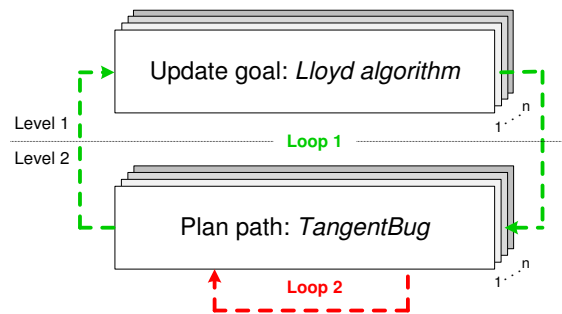 Update goal: Lloyd algorithm
1...n
Level 1
Loop 1
Level 2
Plan path: TangentBug
1...n
Loop 2